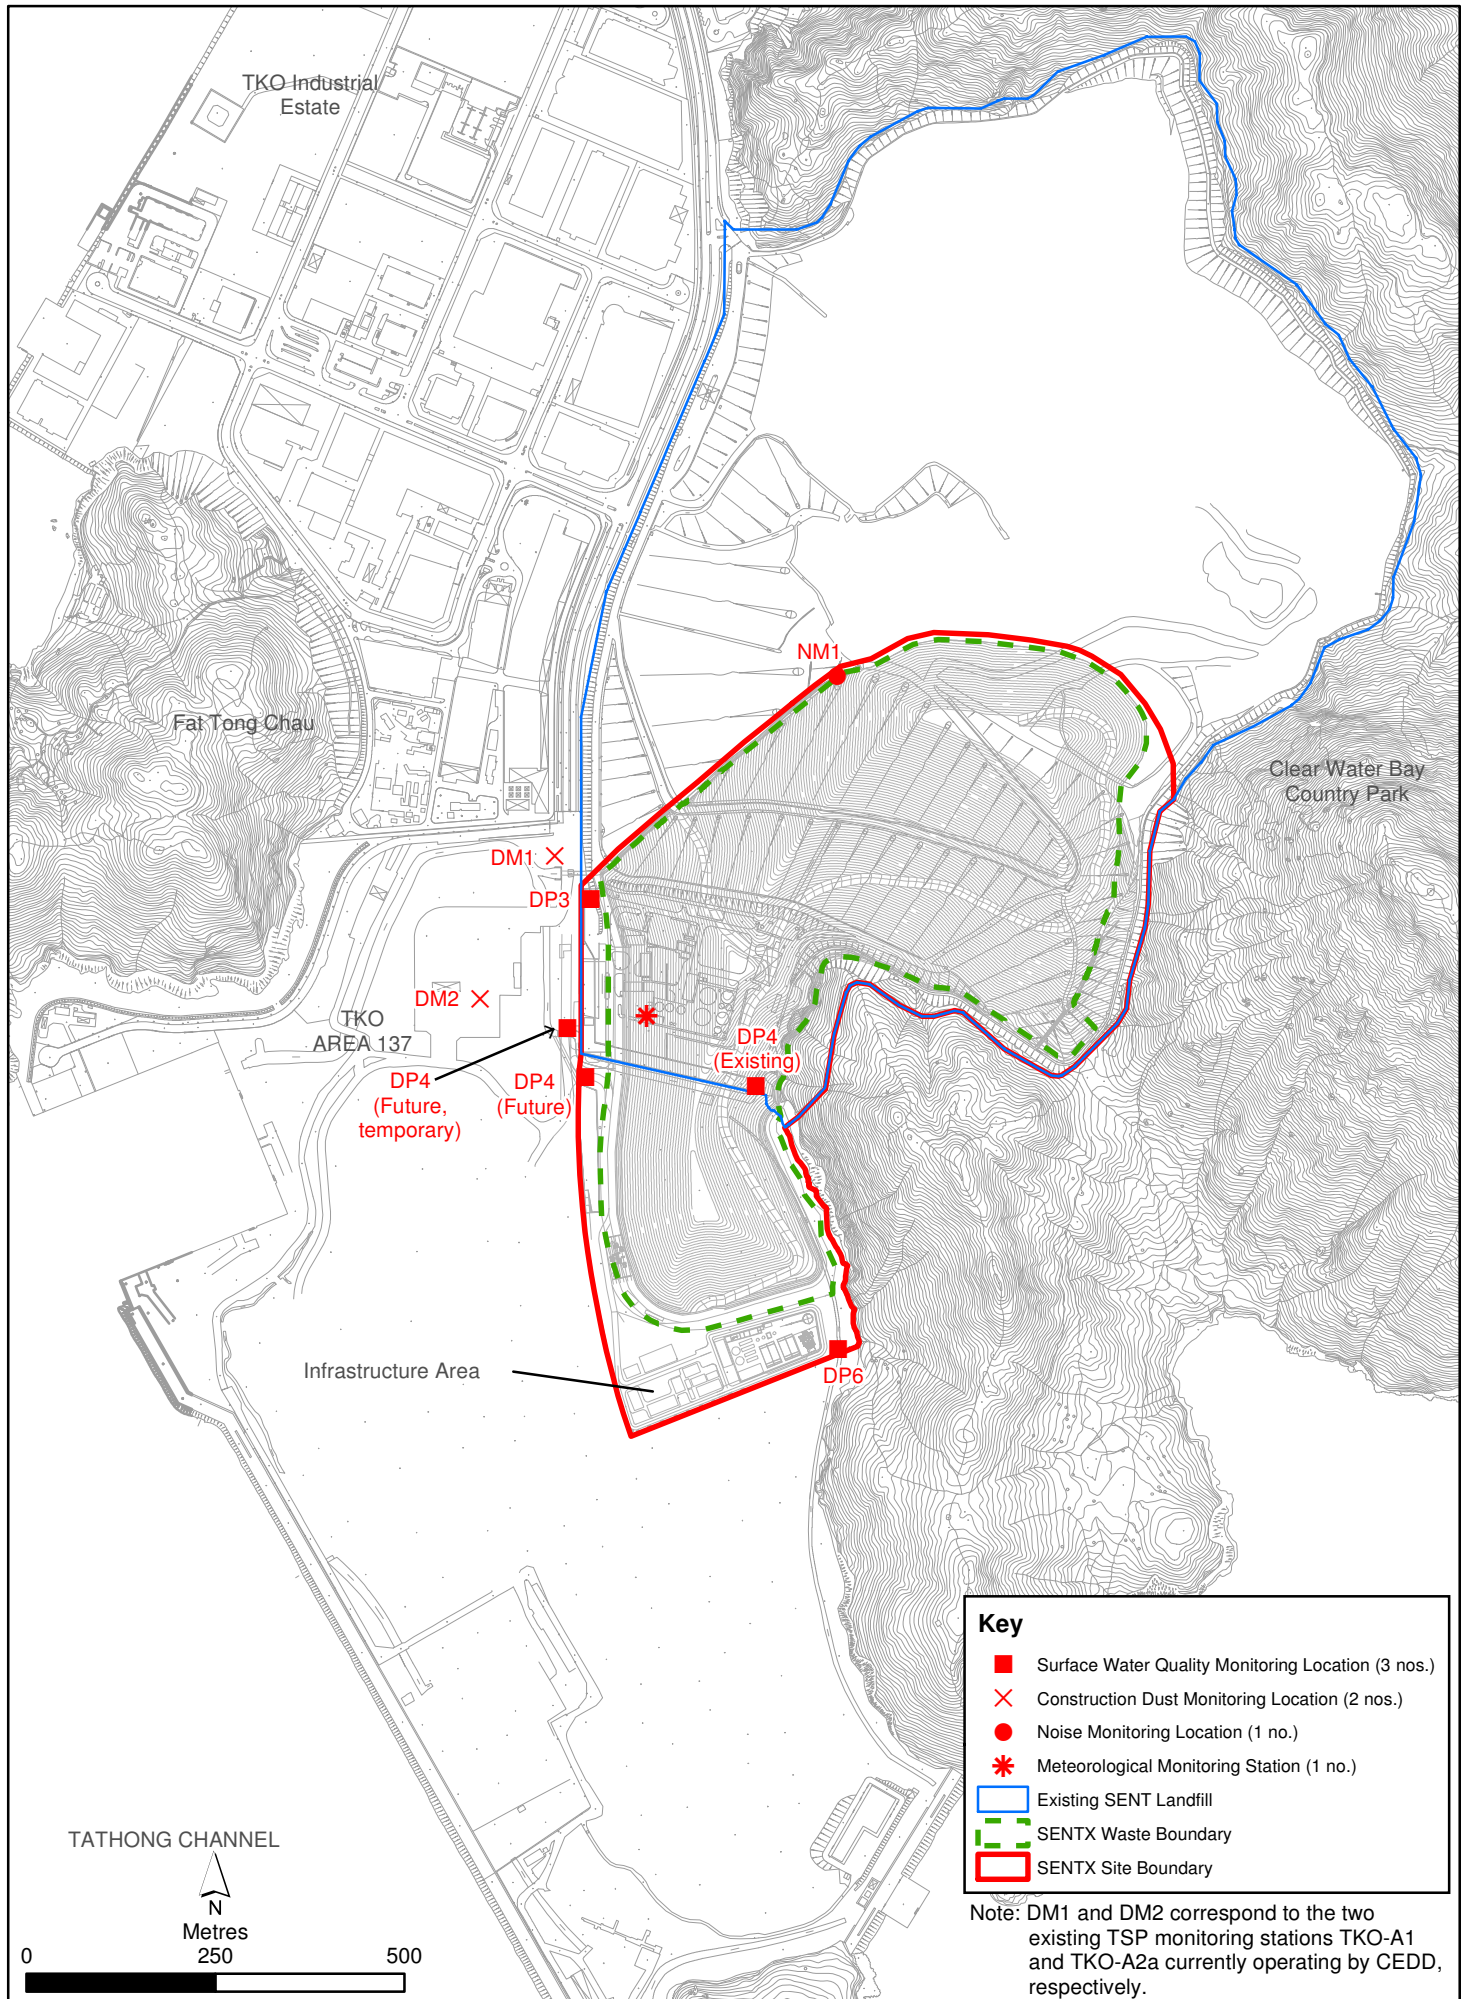 TKO Industrial
Estate
NM1
Fat Tong Chau
Clear Water Bay
Country Park
DM1
DP3
DM2
TKO
AREA 137
DP4
(Existing)
DP4
(Future,
temporary)
DP4
(Future)
Infrastructure Area
DP6
Key
Surface Water Quality Monitoring Location (3 nos.)
Construction Dust Monitoring Location (2 nos.)
Noise Monitoring Location (1 no.)
Meteorological Monitoring Station (1 no.)
Existing SENT Landfill
SENTX Waste Boundary
SENTX Site Boundary
Note: DM1 and DM2 correspond to the two
existing TSP monitoring stations TKO-A1
and TKO-A2a currently operating by CEDD,
respectively.
TATHONG CHANNEL
N
Metres
0 250 500